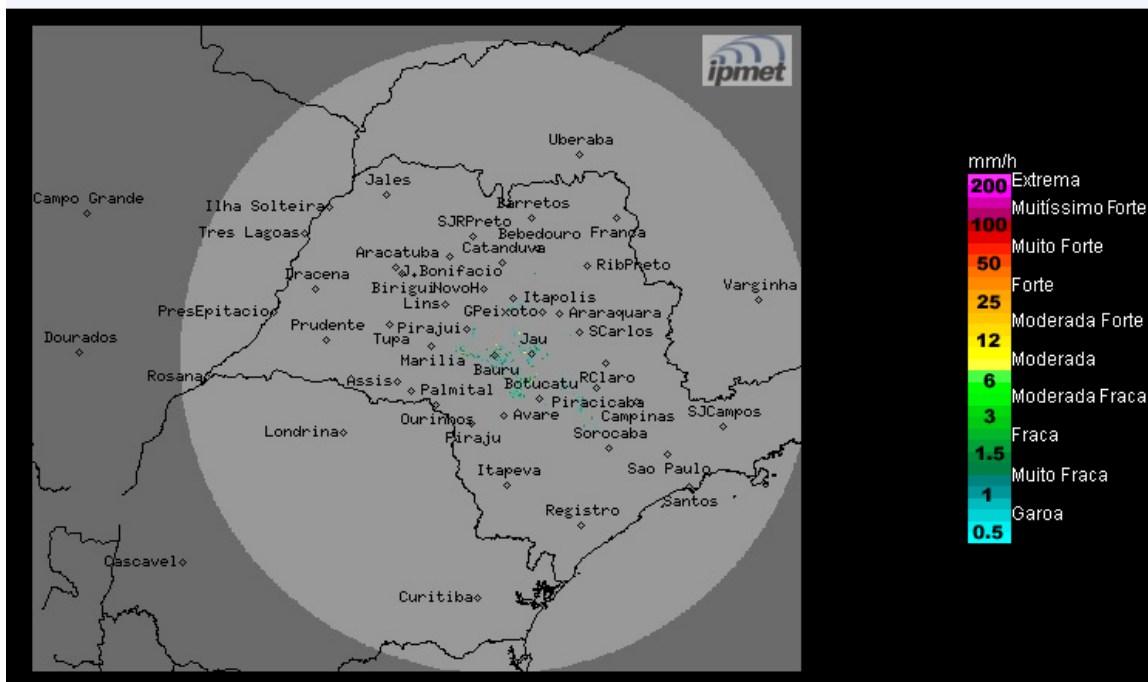 ipmet
Uberaba
Jales
Campo Grande
Ilha Solteira
Barretos
SJRPreto
Tres Lagoas
Bebedouro
Franca
Catanduva
Aracatuba
J.Bonifacio
RibPreto
Dracena
Birigui
NovoH
Varginha
Lins
Itapolis
PresEpitacio
GPeixoto
Araraquara
Prudente
Pirajui
SCarlos
Dourados
Tupa
Jau
Marilia
Bauru
Rosana
Assis
Botucatu
RClaro
Palmital
Piracicaba
Ourinhos
Avare
Campinas
SJCampos
Londrina
Piraju
Sorocaba
Itapeva
Sao Paulo
Santos
Registro
Cascavel
Curitiba
mm/h
200 Extrema
Muitíssimo Forte
100
Muito Forte
50
Forte
25
Moderada Forte
12
Moderada
6
Moderada Fraca
3
Fraca
1.5
Muito Fraca
1
Garoa
0.5